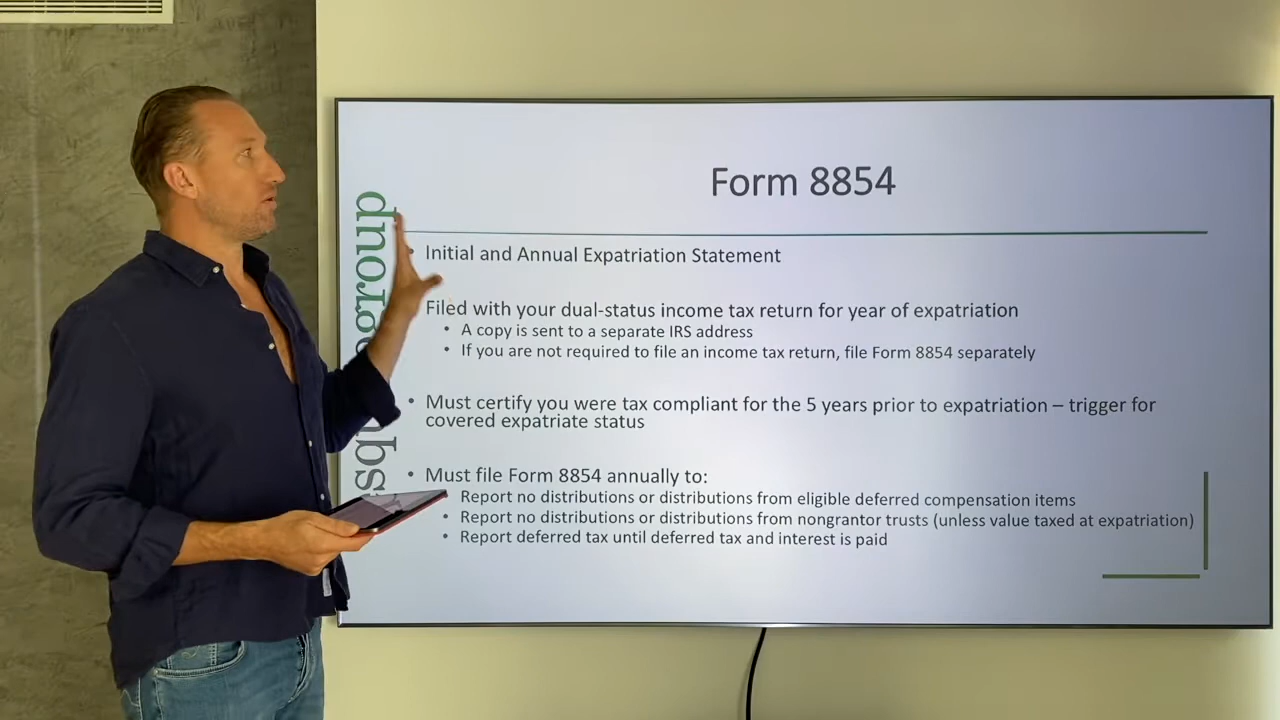 Form 8854
• Initial and Annual Expatriation Statement
Filed with your dual-status income tax return for year of expatriation
• A copy is sent to a separate IRS address
• If you are not required to file an income tax return, file Form 8854 separately
• Must certify you were tax compliant for the 5 years prior to expatriation – trigger for
covered expatriate status
• Must file Form 8854 annually to:
Report no distributions or distributions from eligible deferred compensation items
• Report no distributions or distributions from nongrantor trusts (unless value taxed at expatriation)
• Report deferred tax until deferred tax and interest is paid